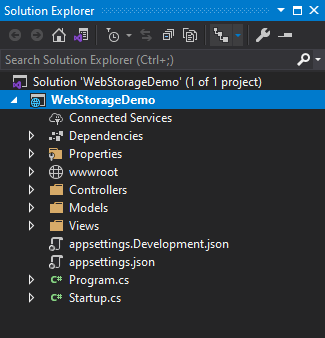 Solution Explorer
Search Solution Explorer (Ctrl+;)
Solution 'WebStorageDemo' (1 of 1 project)
WebStorageDemo
Connected Services
Dependencies
Properties
wwwroot
Controllers
Models
Views
appsettings.Development.json
appsettings.json
C# Program.cs
C# Startup.cs